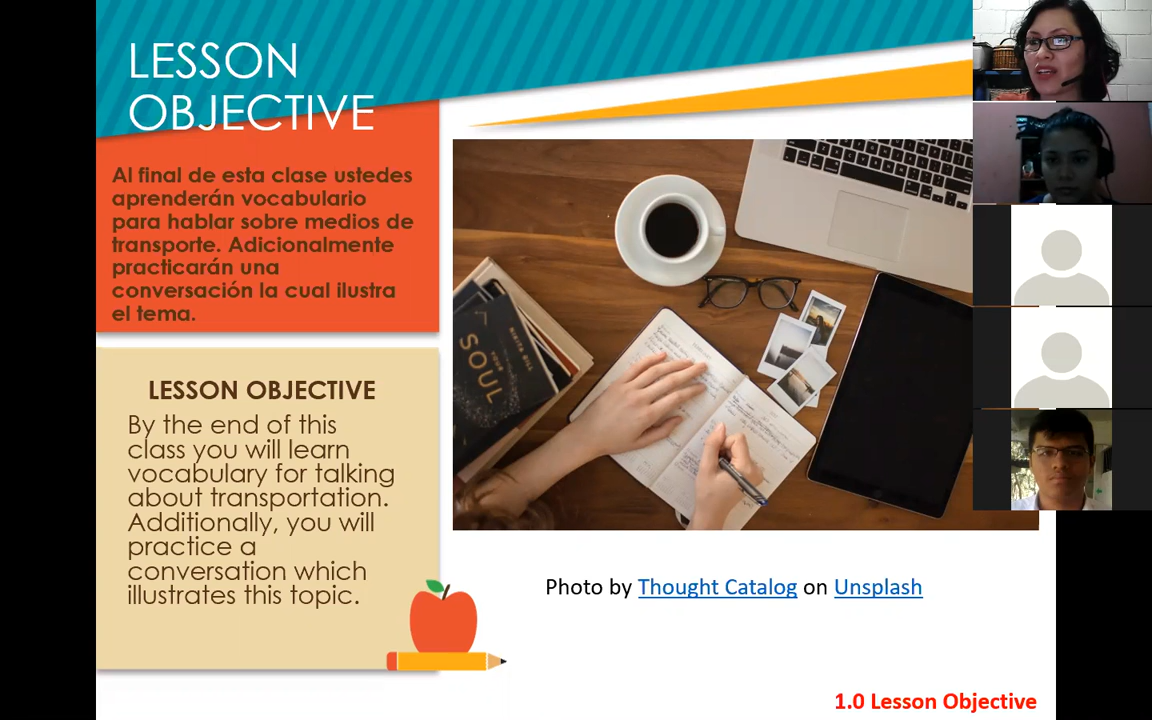 LESSON
OBJECTIVE
Al final de esta clase ustedes
aprenderán vocabulario
para hablar sobre medios de
transporte. Adicionalmente
practicarán una
conversación la cual ilustra
el tema.
LESSON OBJECTIVE
By the end of this
class you will learn
vocabulary for talking
about transportation.
Additionally, you will
practice a
conversation which
illustrates this topic.
SOUL
Photo by Thought Catalog on Unsplash
1.0 Lesson Objective